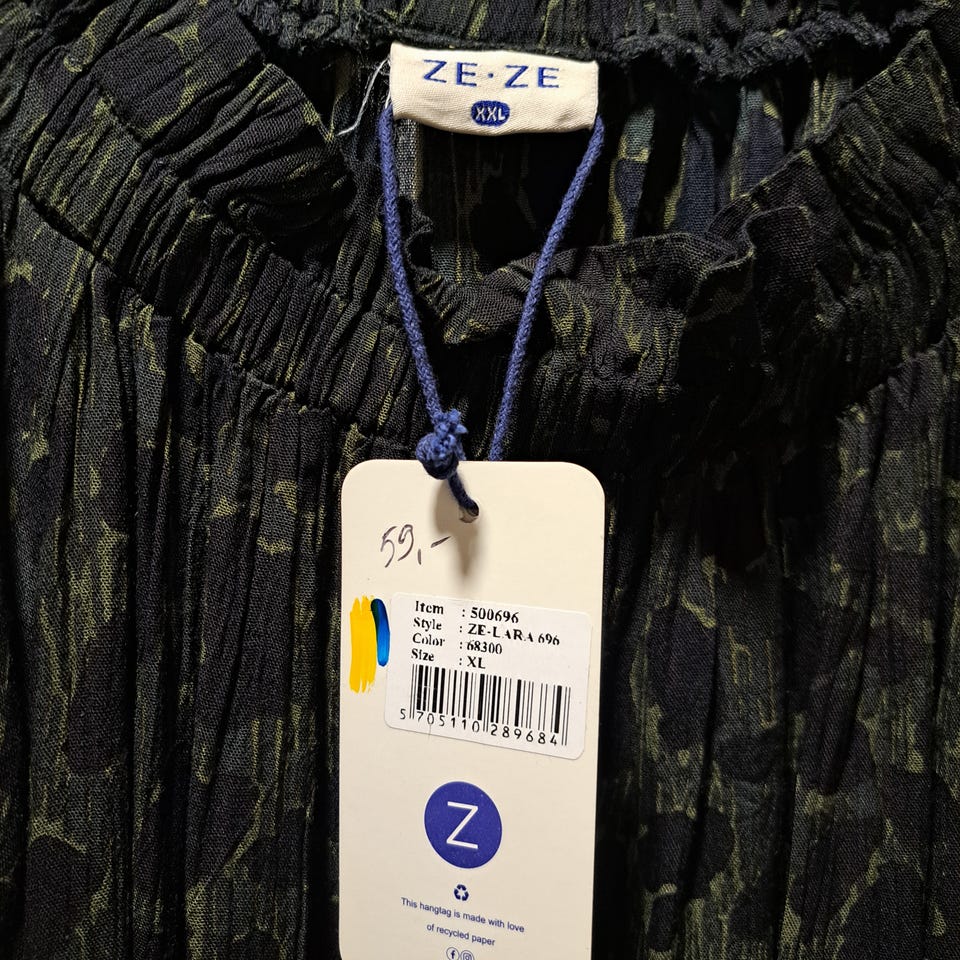 ZE·ZE
XXL
59,-
Item : 500696
Style : ZE-LARA 696
Color : 68300
Size : XL
5 705110 289684
Z
This hangtag is made with love
of recycled paper